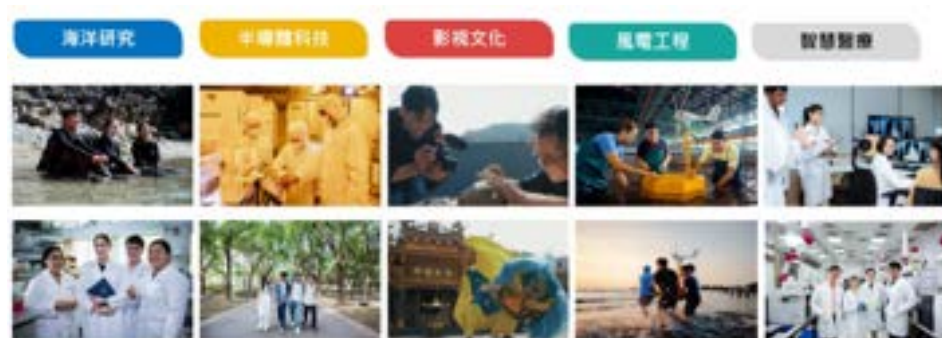 海洋研究
半導體科技
影視文化
風電工程
智慧醫療